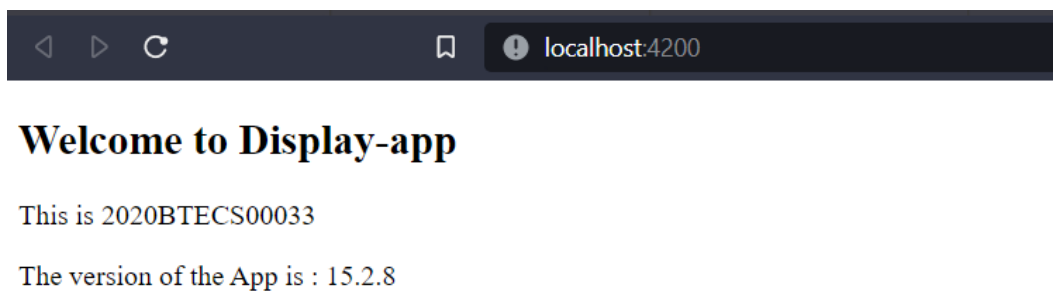 localhost:4200
Welcome to Display-app
This is 2020BTECS00033
The version of the App is : 15.2.8